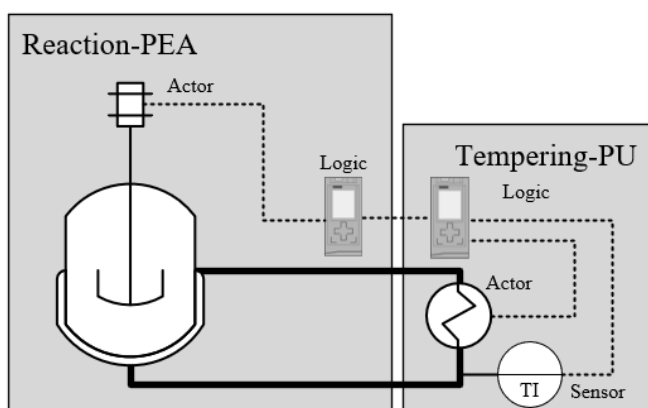 Reaction-PEA
Actor
Logic
Tempering-PU
Logic
Actor
TI
Sensor